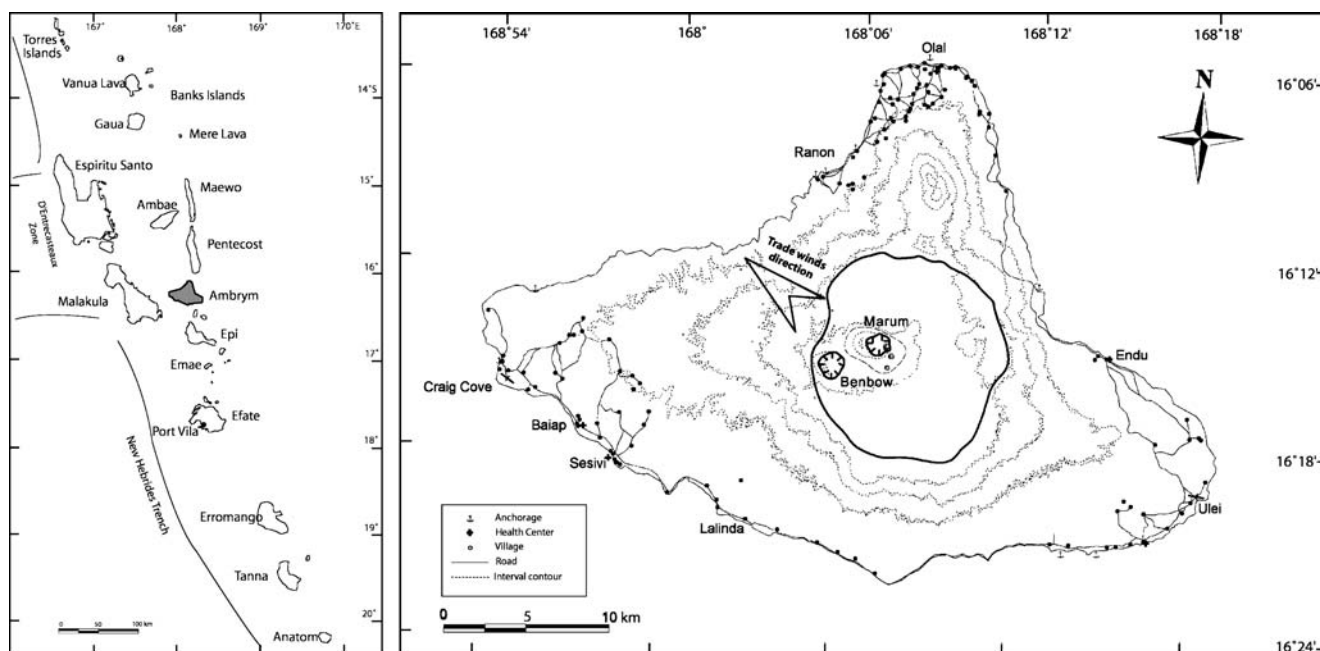 167°
168°
169°
170°E
Torres
Islands
Vanua Lava
14°S
Banks Islands
Gaua
Mere Lava
Espiritu Santo
15°
Maewo
Ambae
D'Entrecasteaux
Zone
Pentecost
16°
Malakula
Ambrym
Epi
Emae
17°
Efate
Port Vila
18°
New Hebrides Trench
Erromango
19°
Tanna
20°
Anatom
0 50 100 km
168°54'
168°
168°06'
168°12'
168°18'
Olal
N
16°06'
Ranon
Trade winds
direction
16°12'
Marum
Endu
Benbow
Craig Cove
Baiap
Sesivi
16°18'
Ulei
Lalinda
Anchorage
Health Center
Village
Road
Interval contour
0 5 10 km
16°24'